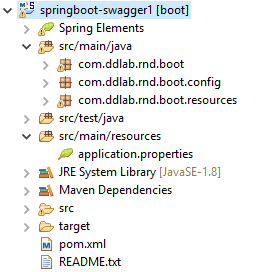 springboot-swagger1 [boot]
Spring Elements
src/main/java
com.ddlab.rnd.boot
com.ddlab.rnd.boot.config
com.ddlab.rnd.boot.resources
src/test/java
src/main/resources
application.properties
JRE System Library [JavaSE-1.8]
Maven Dependencies
src
target
pom.xml
README.txt